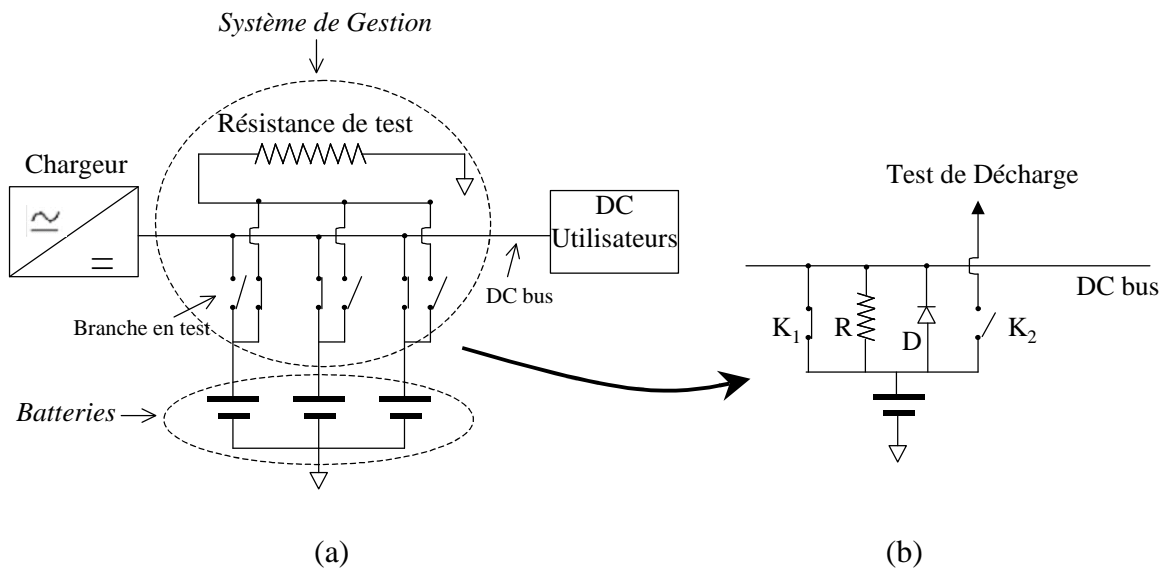 Système de Gestion
Résistance de test
Chargeur
DC
Utilisateurs
DC bus
Branche en test
Batteries
(a)
Test de Décharge
DC bus
K1
R
D
K2
(b)